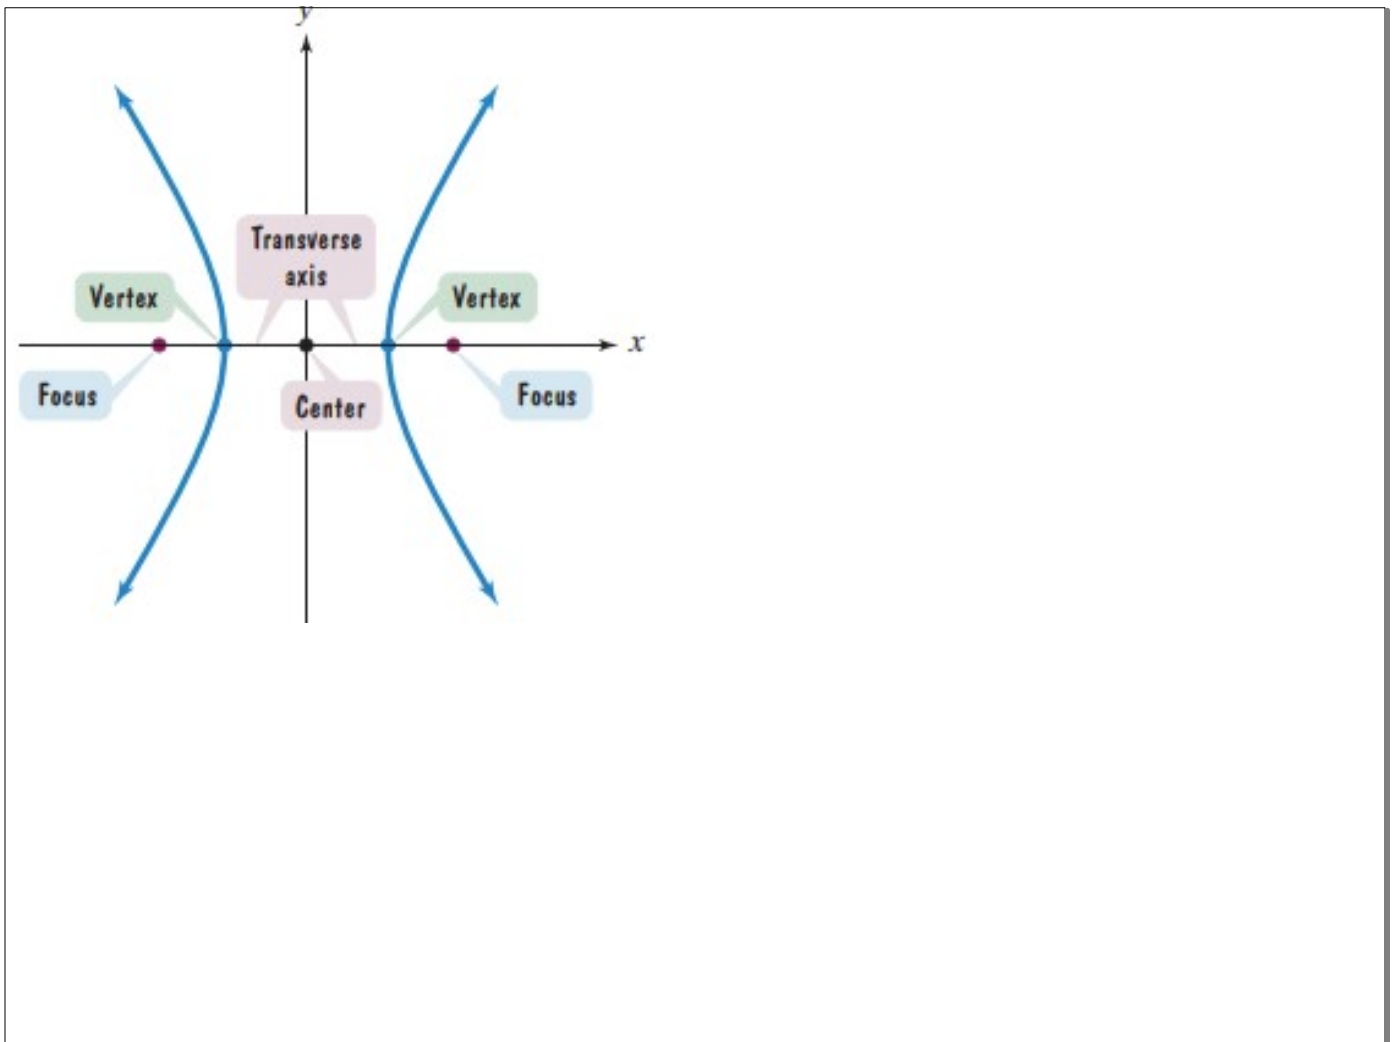 y
Transverse
axis
Vertex
Vertex
x
Focus
Center
Focus